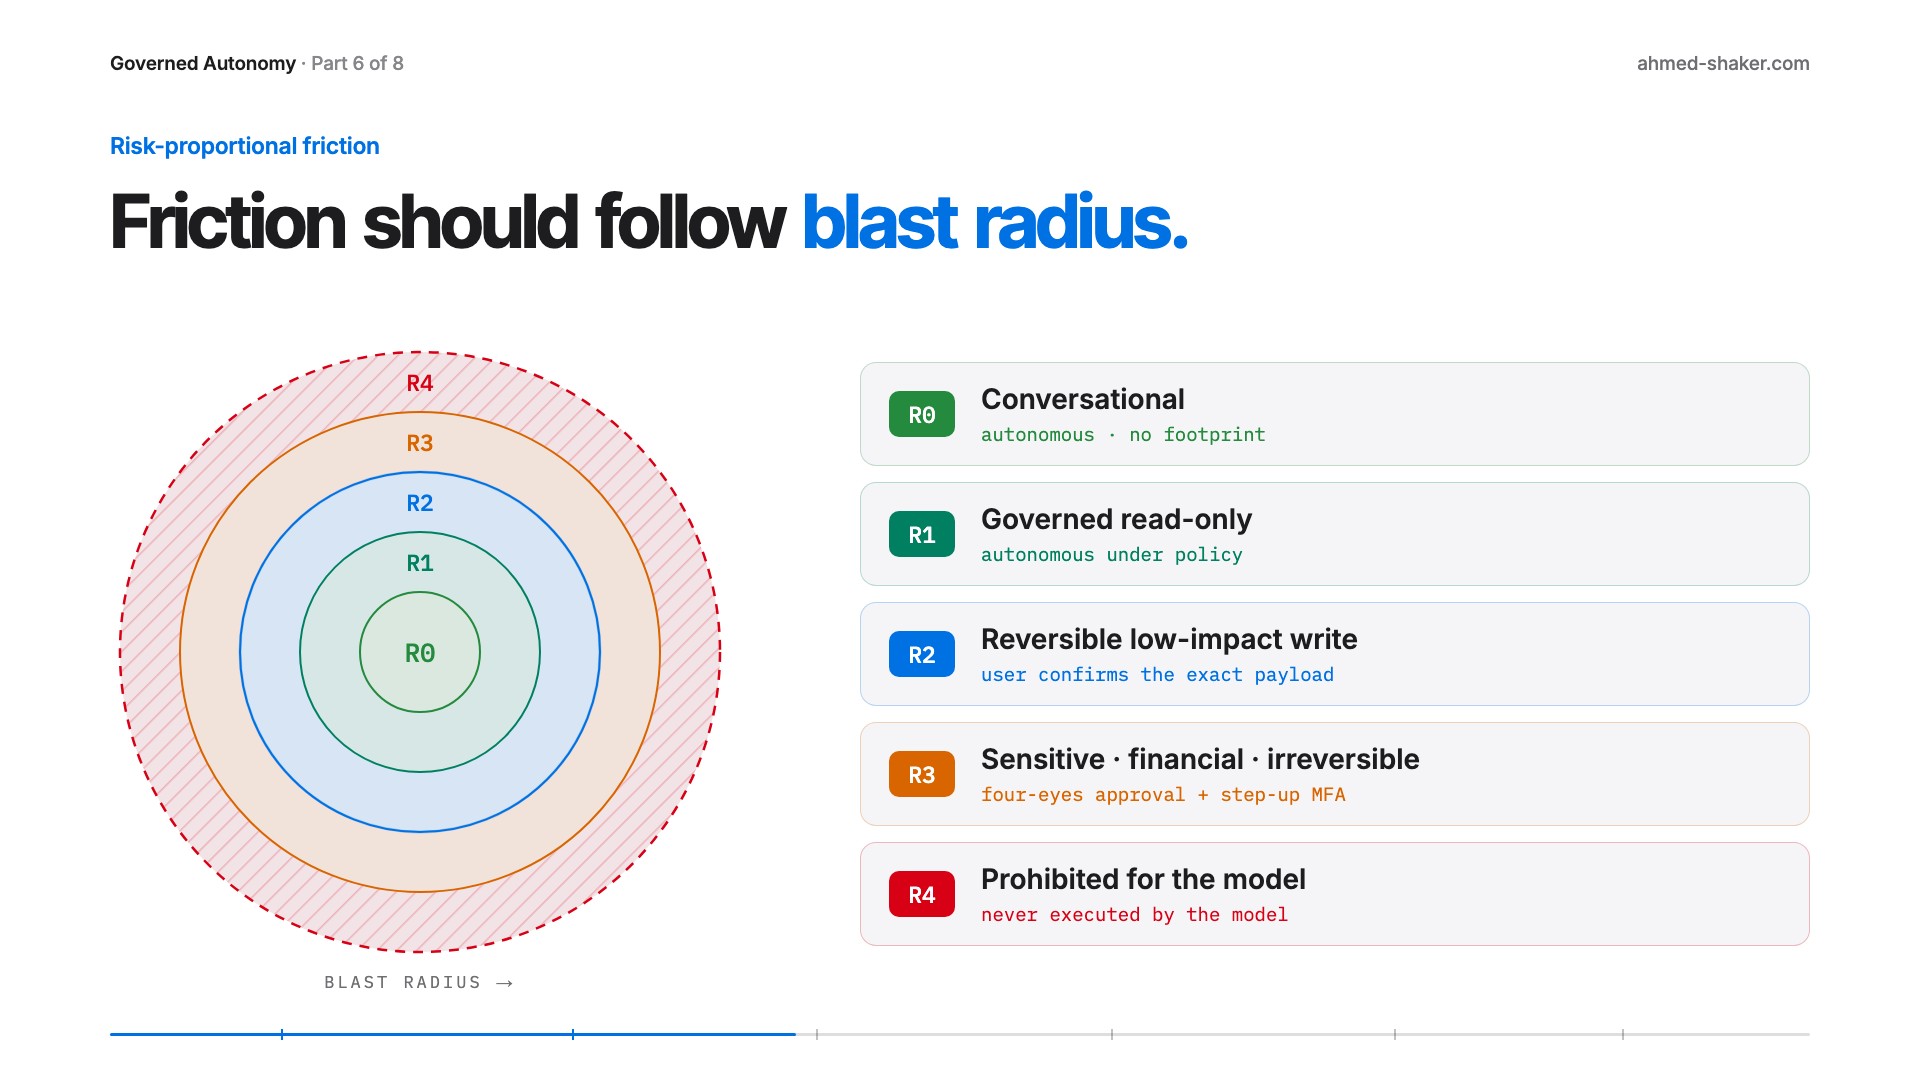 Governed Autonomy · Part 6 of 8
ahmed-shaker.com
Risk-proportional friction
Friction should follow blast radius.
R4
R3
R2
R1
R0
BLAST RADIUS →
R0
Conversational
autonomous · no footprint
R1
Governed read-only
autonomous under policy
R2
Reversible low-impact write
user confirms the exact payload
R3
Sensitive · financial · irreversible
four-eyes approval + step-up MFA
R4
Prohibited for the model
never executed by the model